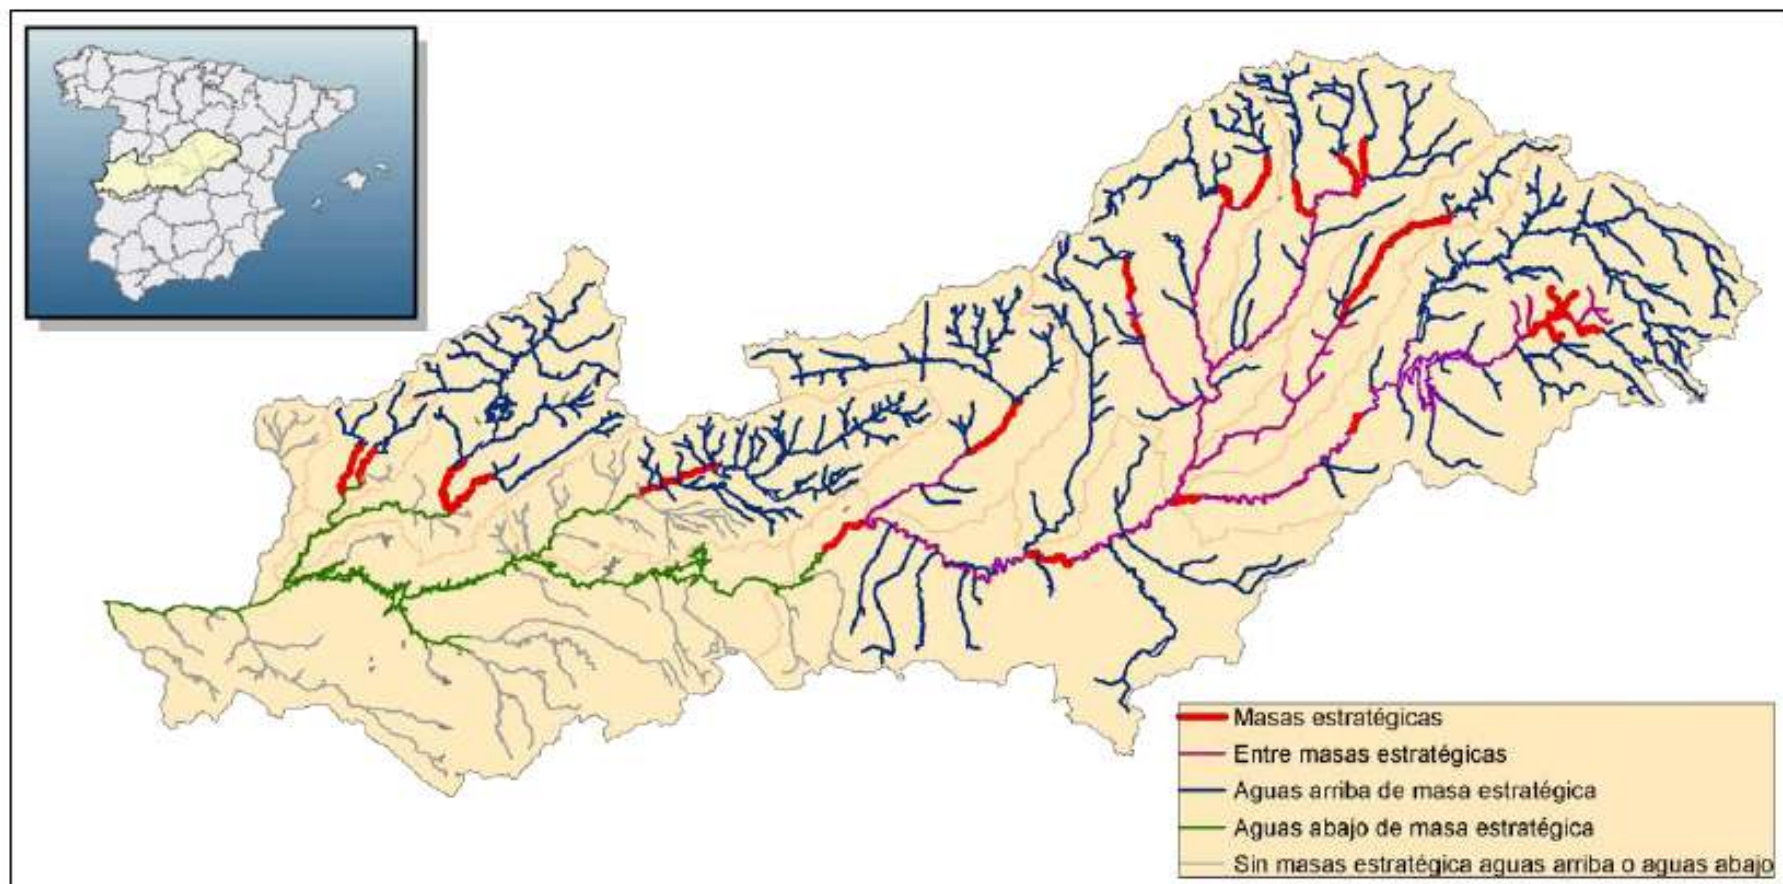 Masas estratégicas
Entre masas estratégicas
Aguas arriba de masa estratégica
Aguas abajo de masa estratégica
Sin masas estratégica aguas arriba o aguas abajo